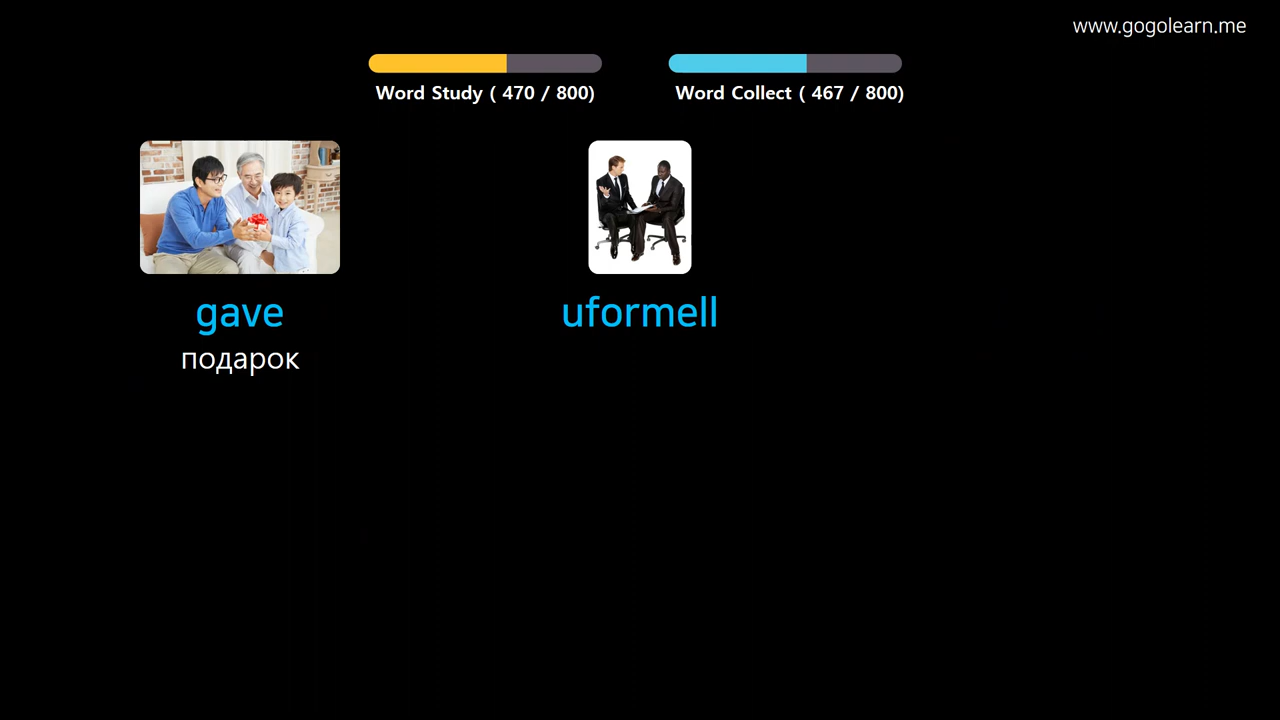 www.gogolearn.me
Word Study ( 470 / 800)
Word Collect ( 467 / 800)
gave
подарок
uformell